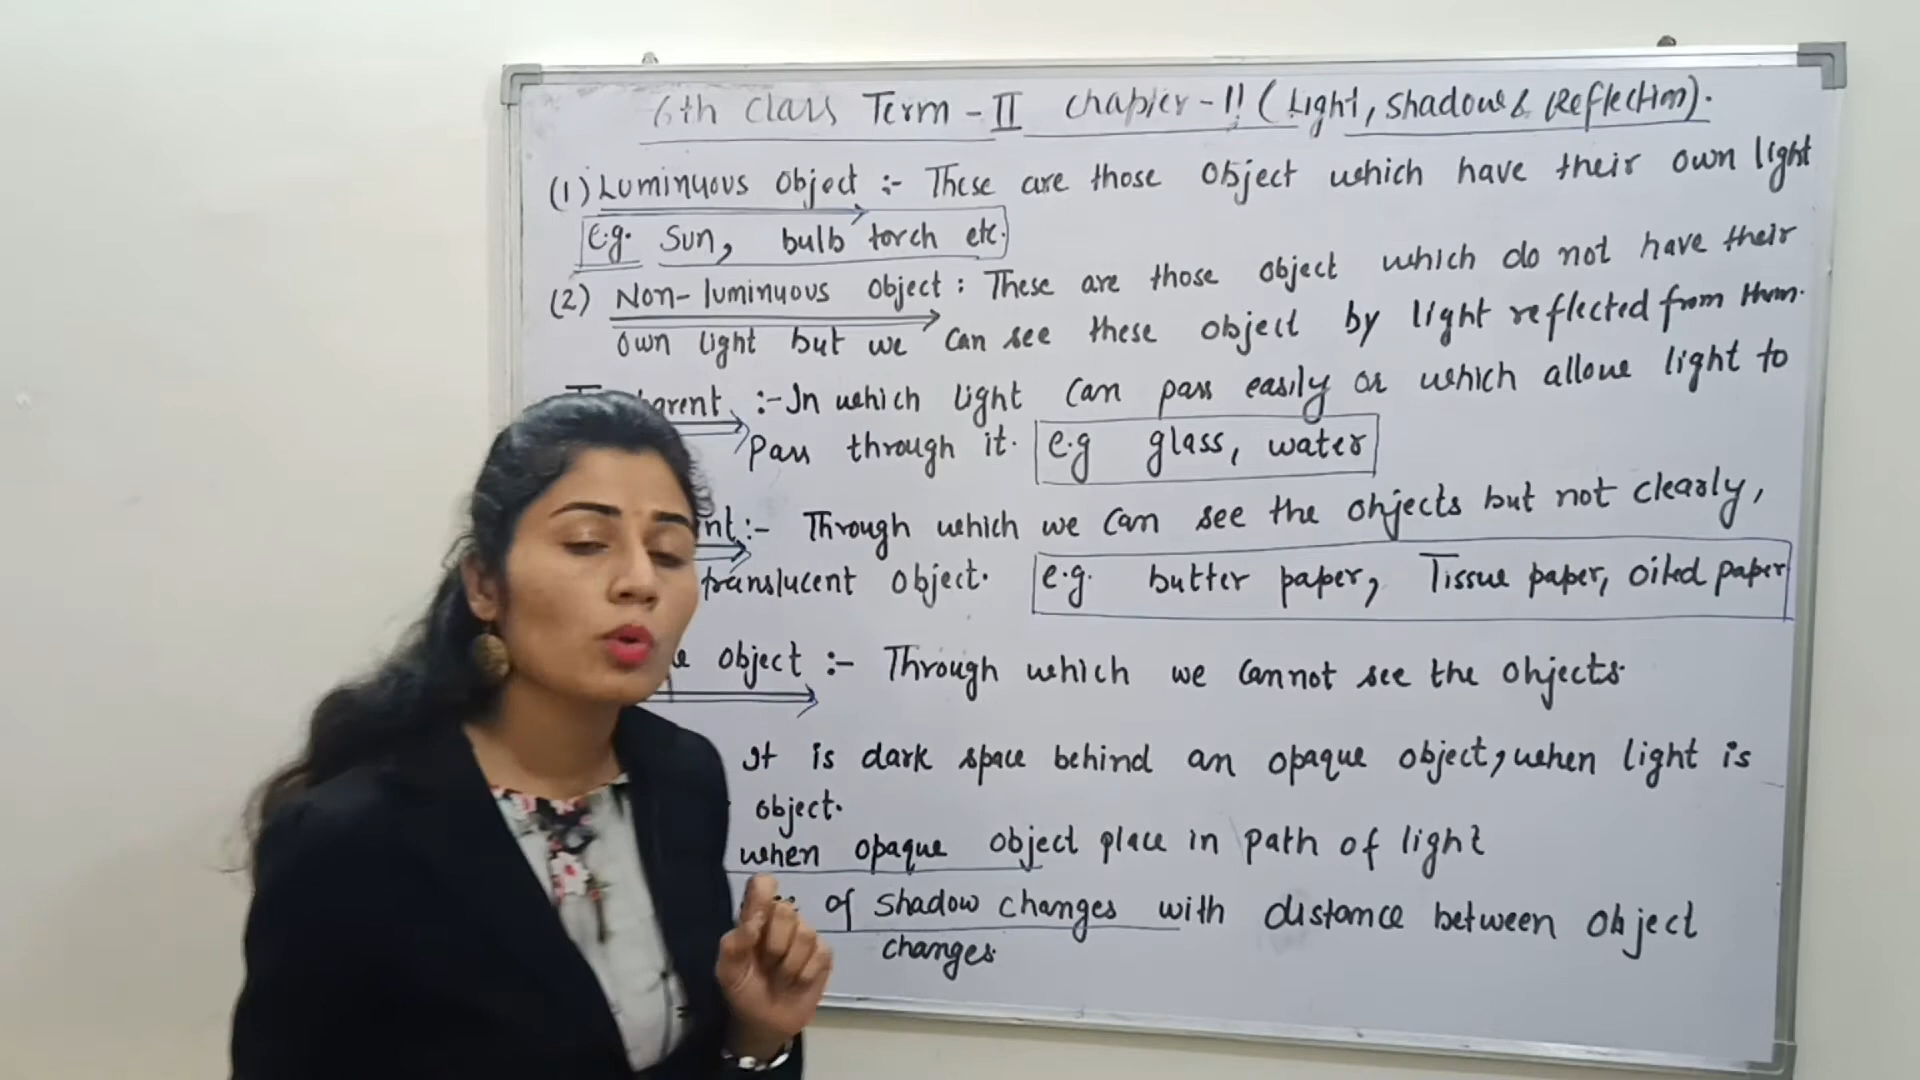 6th Class Term - II Chapter - 11 (Light, Shadows & Reflection).
(1) Luminuous Object :- These are those Object which have their own light
e.g. Sun, bulb torch etc.
(2) Non-luminuous Object : These are those object which do not have their
own light but we can see these object by light reflected from them.
:- In which light can pass easily or which allow light to
pass through it. e.g glass, water
:- Through which we can see the objects but not clearly,
translucent object. e.g. butter paper, Tissue paper, oiled paper
object :- Through which we cannot see the objects.
It is dark space behind an opaque object, when light is
object.
when opaque object place in path of light
of shadow changes with distance between object
changes.